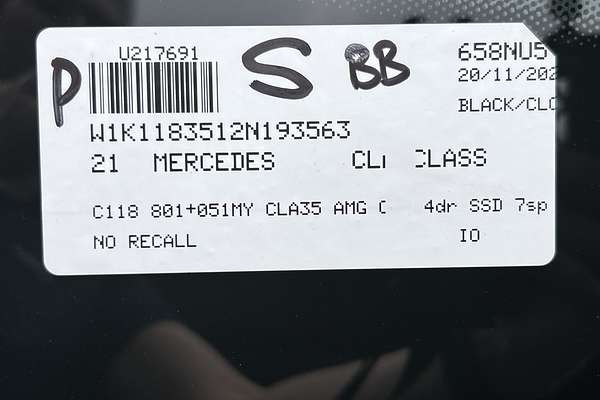 U217691
P S BB
658NU5
20/11/202
BLACK/CLO
W1K1183512N193563
21 MERCEDES CL CLASS
C118 801+051MY CLA35 AMG C 4dr SSD 7sp
NO RECALL IO